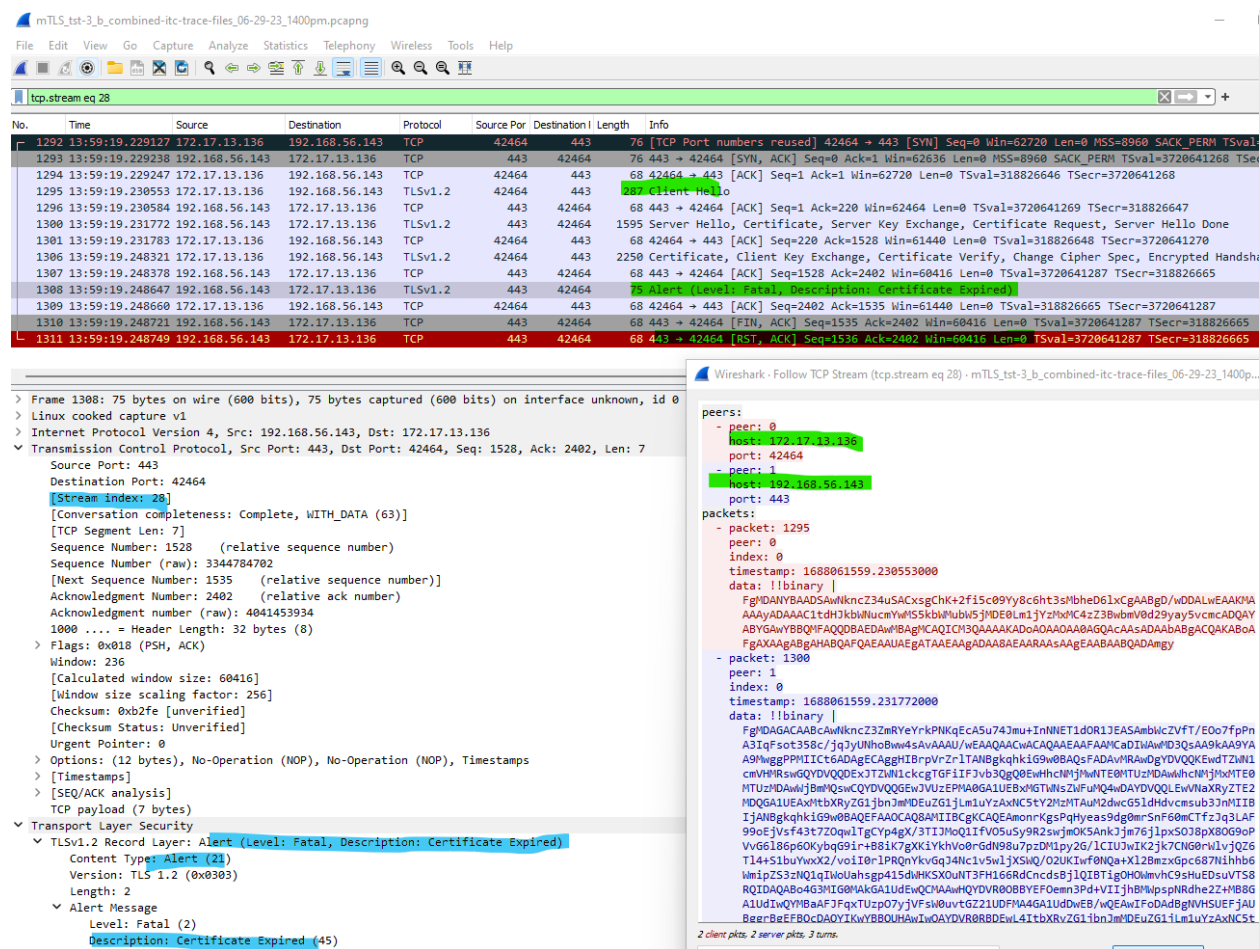 mTLS_tst-3_b_combined-itc-trace-files_06-29-23_1400pm.pcapng
File Edit View Go Capture Analyze Statistics Telephony Wireless Tools Help
tcp.stream eq 28
No. Time Source Destination Protocol Source Por Destination I Length Info
1292 13:59:19.229127 172.17.13.136 192.168.56.143 TCP 42464 443 76 [TCP Port numbers reused] 42464 → 443 [SYN] Seq=0 Win=62720 Len=0 MSS=8960 SACK_PERM TSval=
1293 13:59:19.229238 192.168.56.143 172.17.13.136 TCP 443 42464 76 443 → 42464 [SYN, ACK] Seq=0 Ack=1 Win=62636 Len=0 MSS=8960 SACK_PERM TSval=3720641268 TSec
1294 13:59:19.229247 172.17.13.136 192.168.56.143 TCP 42464 443 68 42464 → 443 [ACK] Seq=1 Ack=1 Win=62720 Len=0 TSval=318826646 TSecr=3720641268
1295 13:59:19.230553 172.17.13.136 192.168.56.143 TLSv1.2 42464 443 287 Client Hello
1296 13:59:19.230584 192.168.56.143 172.17.13.136 TCP 443 42464 68 443 → 42464 [ACK] Seq=1 Ack=220 Win=62464 Len=0 TSval=3720641269 TSecr=318826647
1300 13:59:19.231772 192.168.56.143 172.17.13.136 TLSv1.2 443 42464 1595 Server Hello, Certificate, Server Key Exchange, Certificate Request, Server Hello Done
1301 13:59:19.231783 172.17.13.136 192.168.56.143 TCP 42464 443 68 42464 → 443 [ACK] Seq=220 Ack=1528 Win=61440 Len=0 TSval=318826648 TSecr=3720641270
1306 13:59:19.248321 172.17.13.136 192.168.56.143 TLSv1.2 42464 443 2250 Certificate, Client Key Exchange, Certificate Verify, Change Cipher Spec, Encrypted Handsha
1307 13:59:19.248378 192.168.56.143 172.17.13.136 TCP 443 42464 68 443 → 42464 [ACK] Seq=1528 Ack=2402 Win=60416 Len=0 TSval=3720641287 TSecr=318826665
1308 13:59:19.248647 192.168.56.143 172.17.13.136 TLSv1.2 443 42464 75 Alert (Level: Fatal, Description: Certificate Expired)
1309 13:59:19.248660 172.17.13.136 192.168.56.143 TCP 42464 443 68 42464 → 443 [ACK] Seq=2402 Ack=1535 Win=61440 Len=0 TSval=318826665 TSecr=3720641287
1310 13:59:19.248721 192.168.56.143 172.17.13.136 TCP 443 42464 68 443 → 42464 [FIN, ACK] Seq=1535 Ack=2402 Win=60416 Len=0 TSval=3720641287 TSecr=318826665
1311 13:59:19.248749 192.168.56.143 172.17.13.136 TCP 443 42464 68 443 → 42464 [RST, ACK] Seq=1536 Ack=2402 Win=60416 Len=0 TSval=3720641287 TSecr=318826665
Frame 1308: 75 bytes on wire (600 bits), 75 bytes captured (600 bits) on interface unknown, id 0
Linux cooked capture v1
Internet Protocol Version 4, Src: 192.168.56.143, Dst: 172.17.13.136
Transmission Control Protocol, Src Port: 443, Dst Port: 42464, Seq: 1528, Ack: 2402, Len: 7
Source Port: 443
Destination Port: 42464
[Stream index: 28]
[Conversation completeness: Complete, WITH_DATA (63)]
[TCP Segment Len: 7]
Sequence Number: 1528 (relative sequence number)
Sequence Number (raw): 3344784702
[Next Sequence Number: 1535 (relative sequence number)]
Acknowledgment Number: 2402 (relative ack number)
Acknowledgment number (raw): 4041453934
1000 .... = Header Length: 32 bytes (8)
Flags: 0x018 (PSH, ACK)
Window: 236
[Calculated window size: 60416]
[Window size scaling factor: 256]
Checksum: 0xb2fe [unverified]
[Checksum Status: Unverified]
Urgent Pointer: 0
Options: (12 bytes), No-Operation (NOP), No-Operation (NOP), Timestamps
[Timestamps]
[SEQ/ACK analysis]
TCP payload (7 bytes)
Transport Layer Security
TLSv1.2 Record Layer: Alert (Level: Fatal, Description: Certificate Expired)
Content Type: Alert (21)
Version: TLS 1.2 (0x0303)
Length: 2
Alert Message
Level: Fatal (2)
Description: Certificate Expired (45)
Wireshark · Follow TCP Stream (tcp.stream eq 28) · mTLS_tst-3_b_combined-itc-trace-files_06-29-23_1400p...
peers:
- peer: 0
host: 172.17.13.136
port: 42464
- peer: 1
host: 192.168.56.143
port: 443
packets:
- packet: 1295
peer: 0
index: 0
timestamp: 1688061559.230553000
data: !!binary |
- packet: 1300
peer: 1
index: 0
timestamp: 1688061559.231772000
data: !!binary |
2 client pkts, 2 server pkts, 3 turns.